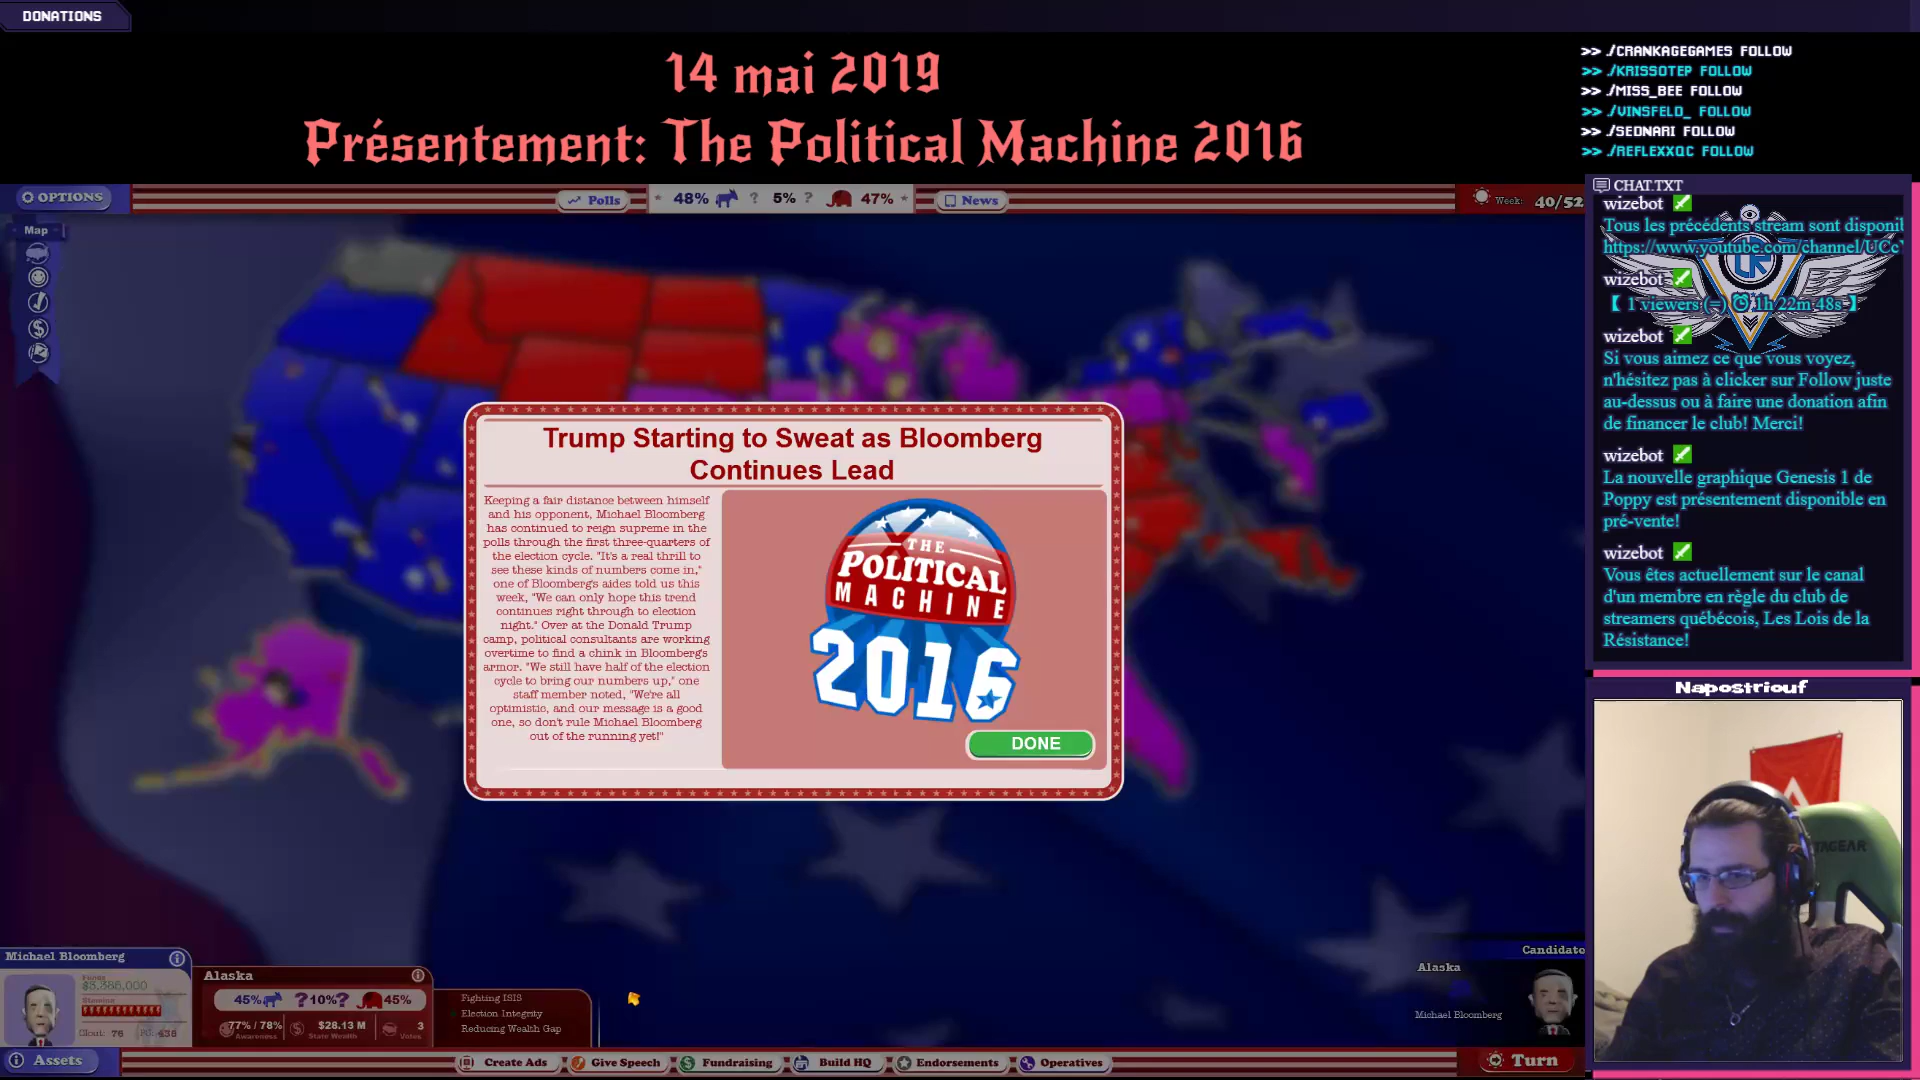 DONATIONS
14 mai 2019
Présentement: The Political Machine 2016
>> ./CRANKAGEGAMES FOLLOW
>> ./KRISSOTEP FOLLOW
>> ./MISS_BEE FOLLOW
>> ./VINSFELD_ FOLLOW
>> ./SEDNARI FOLLOW
>> ./REFLEXXQC FOLLOW
OPTIONS
Polls
48% ? 5% ? 47%
News
Week: 40/52
Map
Trump Starting to Sweat as Bloomberg
Continues Lead
Keeping a fair distance between himself
and his opponent, Michael Bloomberg
has continued to reign supreme in the
polls through the first three-quarters of
the election cycle. "It's a real thrill to
see these kinds of numbers come in,"
one of Bloomberg's aides told us this
week, "We can only hope this trend
continues right through to election
night." Over at the Donald Trump
camp, political consultants are working
overtime to find a chink in Bloomberg's
armor. "We still have half of the election
cycle to bring our numbers up," one
staff member noted, "We're all
optimistic, and our message is a good
one, so don't rule Michael Bloomberg
out of the running yet!"
THE
POLITICAL
MACHINE
2016
DONE
CHAT.TXT
wizebot
Tous les précédents stream sont disponib
https://www.youtube.com/channel/UCcY
wizebot
【 1 viewers (=) 1h 22m 48s 】
wizebot
Si vous aimez ce que vous voyez,
n'hésitez pas à clicker sur Follow juste
au-dessus ou à faire une donation afin
de financer le club! Merci!
wizebot
La nouvelle graphique Genesis 1 de
Poppy est présentement disponible en
pré-vente!
wizebot
Vous êtes actuellement sur le canal
d'un membre en règle du club de
streamers québécois, Les Lois de la
Résistance!
Napostriouf
Michael Bloomberg
Funds
$3,385,000
Stamina
Clout: 76
Alaska
45% ?10%? 45%
77% / 78%
Awareness
$28.13 M
State Wealth
3
Votes
Fighting ISIS
Election Integrity
Reducing Wealth Gap
Candidate
Alaska
Michael Bloomberg
Assets
Create Ads
Give Speech
Fundraising
Build HQ
Endorsements
Operatives
Turn